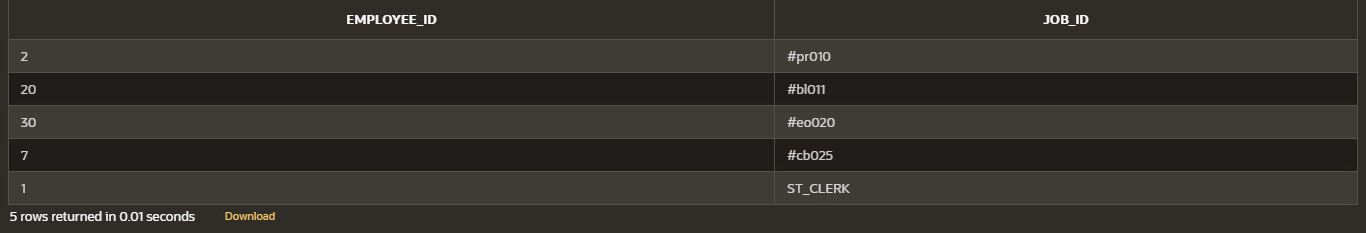 EMPLOYEE_ID JOB_ID
2 #pr010
20 #bl011
30 #eo020
7 #cb025
1 ST_CLERK
5 rows returned in 0.01 seconds Download